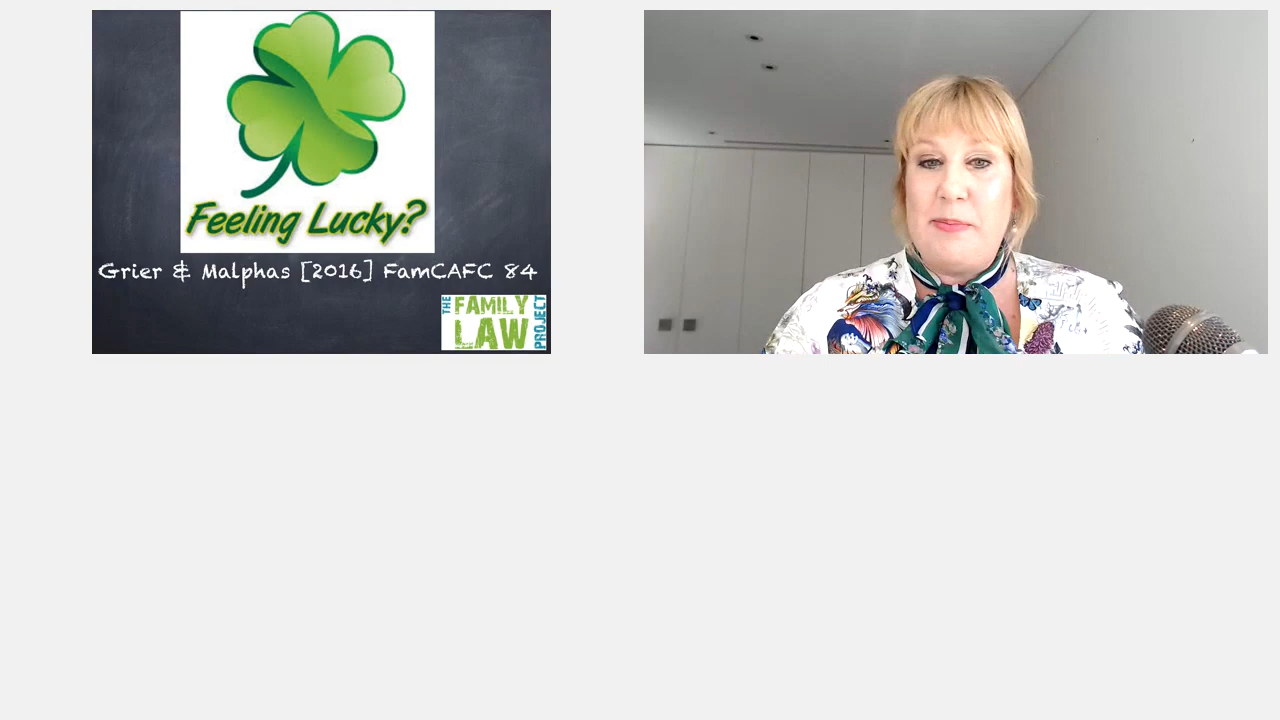 Feeling Lucky?
Grier & Malphas [2016] FamCAFC 84
THE
FAMILY
LAW
PROJECT